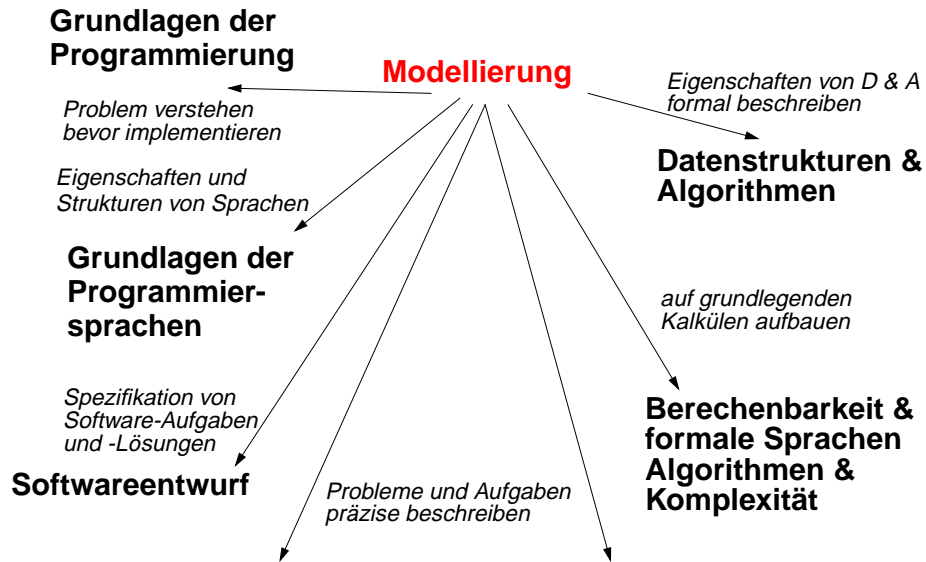 Grundlagen der
Programmierung
Modellierung
Problem verstehen
bevor implementieren
Eigenschaften von D & A
formal beschreiben
Datenstrukturen &
Algorithmen
Eigenschaften und
Strukturen von Sprachen
Grundlagen der
Programmier-
sprachen
auf grundlegenden
Kalkülen aufbauen
Spezifikation von
Software-Aufgaben
und -Lösungen
Softwareentwurf
Berechenbarkeit &
formale Sprachen
Algorithmen &
Komplexität
Probleme und Aufgaben
präzise beschreiben